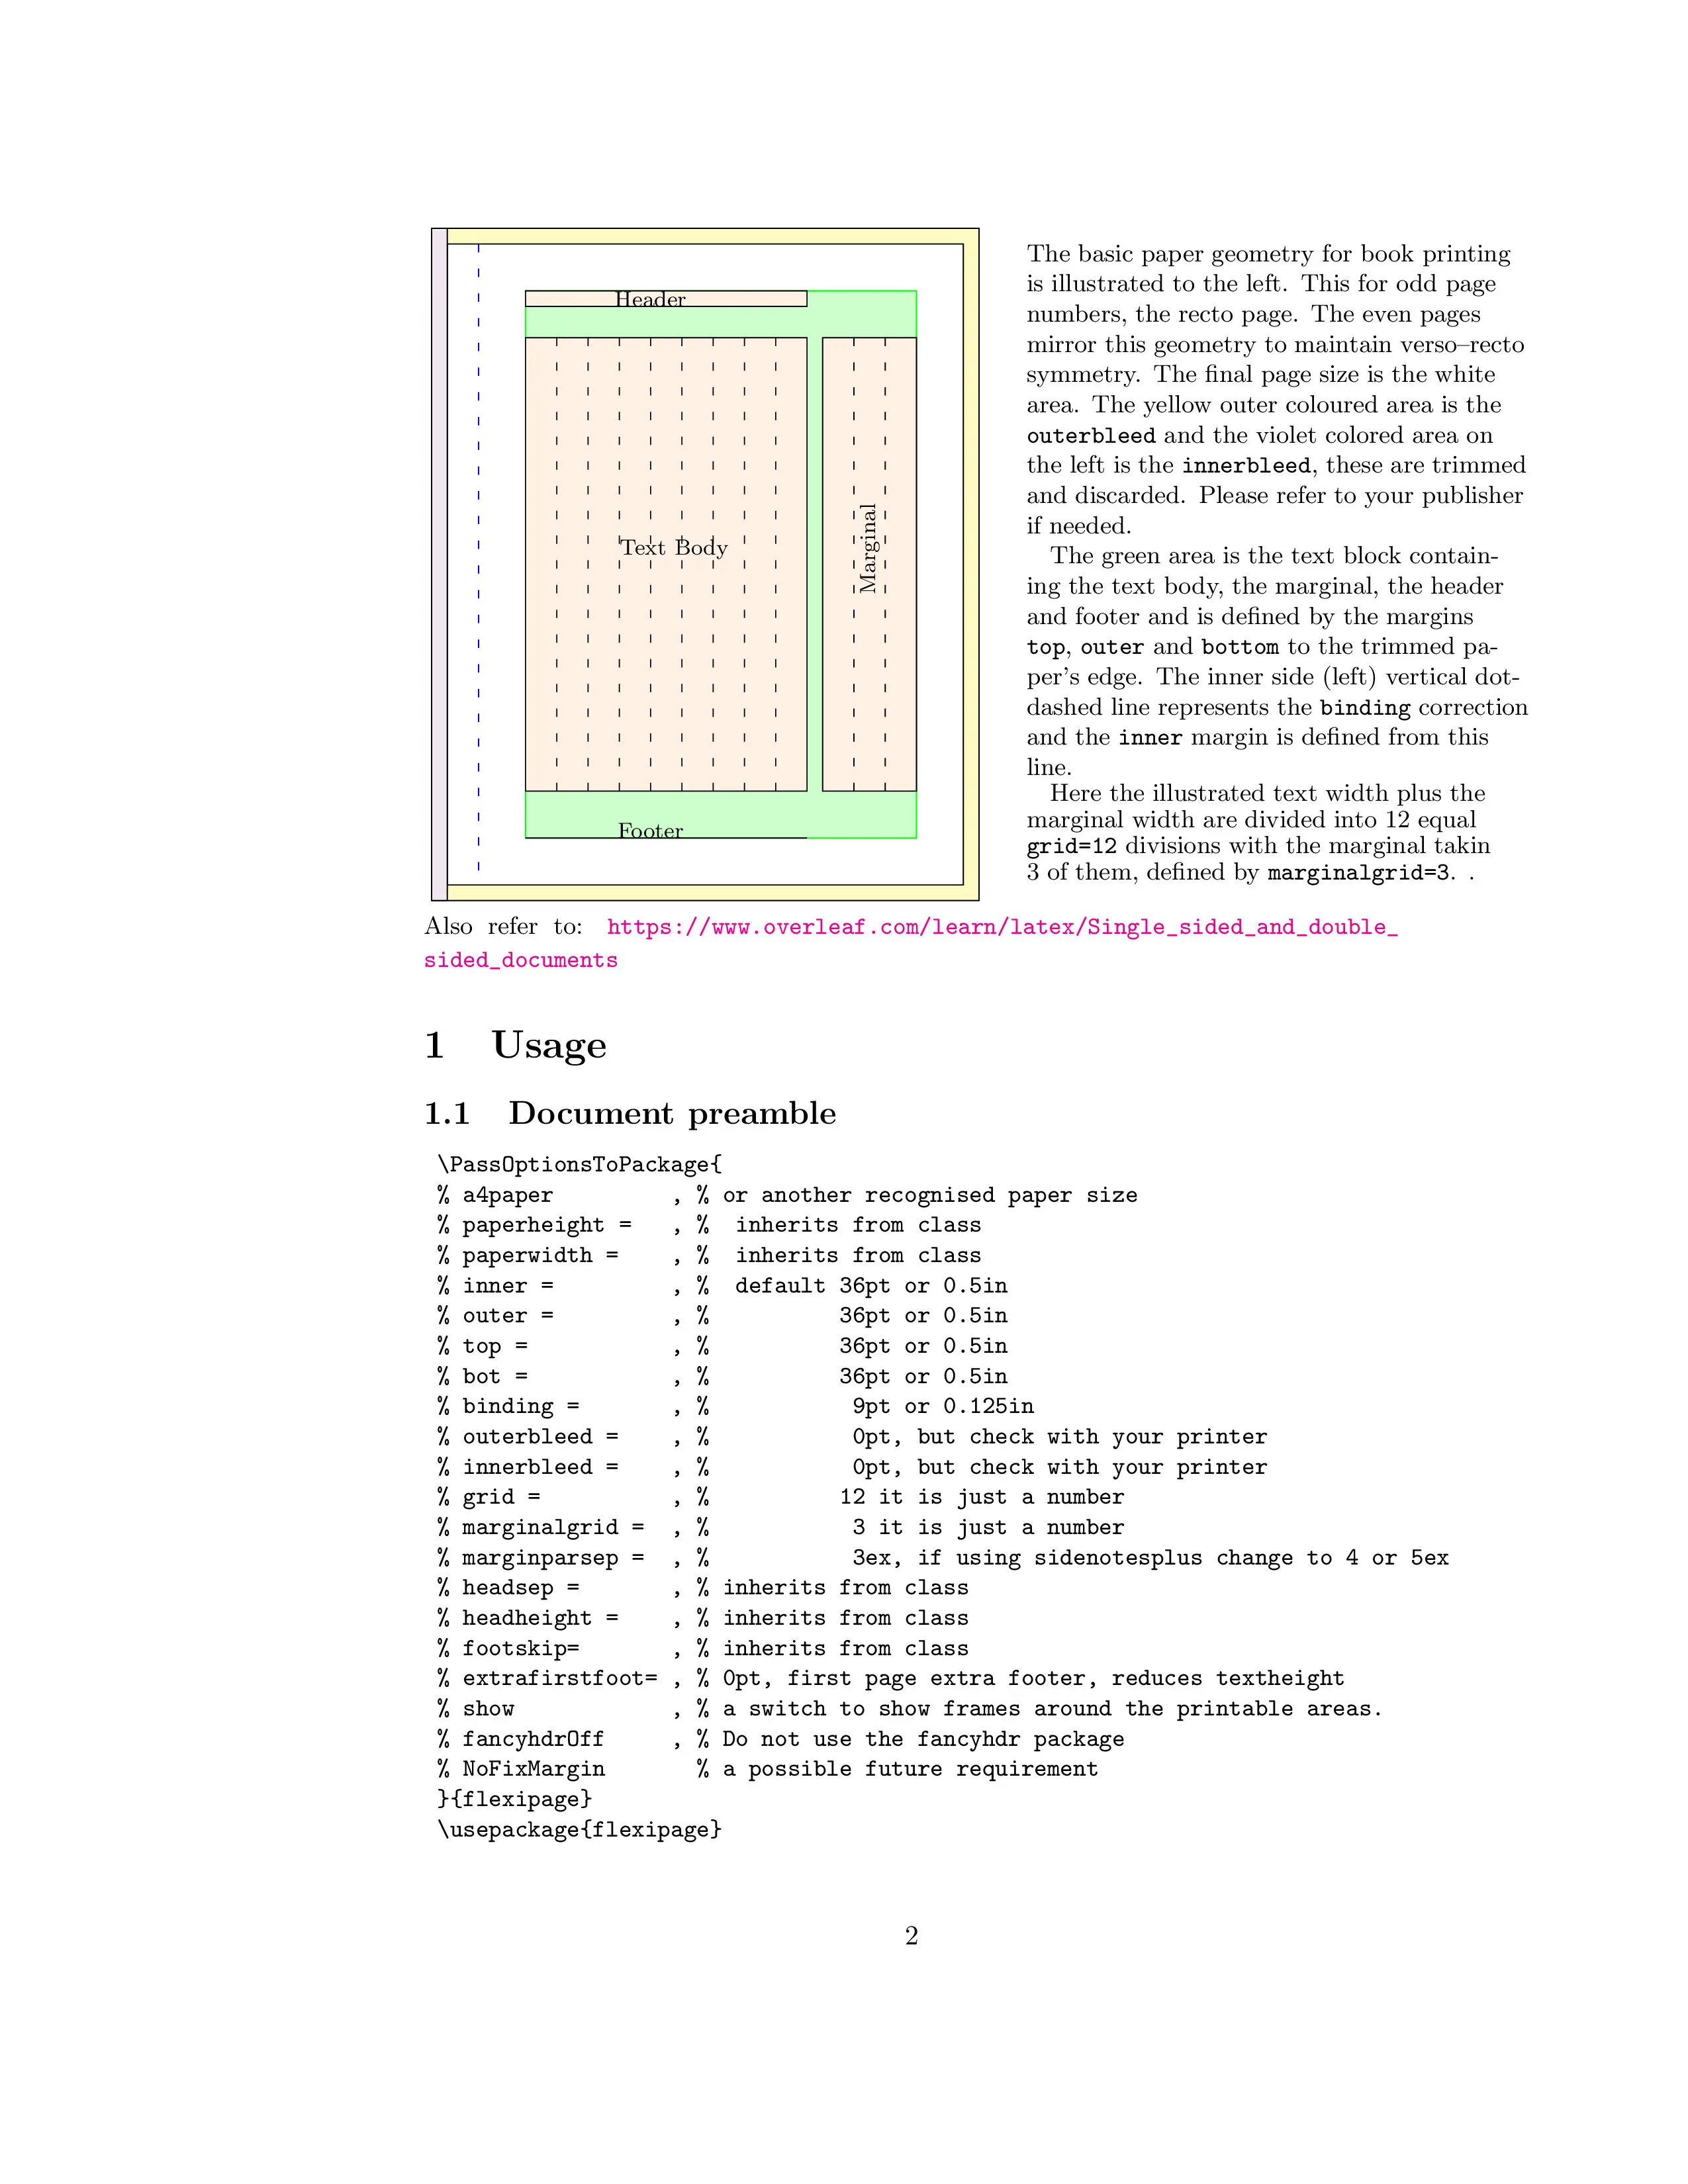 Header
Text Body
Marginal
Footer
The basic paper geometry for book printing
is illustrated to the left. This for odd page
numbers, the recto page. The even pages
mirror this geometry to maintain verso–recto
symmetry. The final page size is the white
area. The yellow outer coloured area is the
outerbleed and the violet colored area on
the left is the innerbleed, these are trimmed
and discarded. Please refer to your publisher
if needed.
The green area is the text block contain-
ing the text body, the marginal, the header
and footer and is defined by the margins
top, outer and bottom to the trimmed pa-
per's edge. The inner side (left) vertical dot-
dashed line represents the binding correction
and the inner margin is defined from this
line.
Here the illustrated text width plus the
marginal width are divided into 12 equal
grid=12 divisions with the marginal takin
3 of them, defined by marginalgrid=3. .
Also refer to: https://www.overleaf.com/learn/latex/Single_sided_and_double_
sided_documents
1 Usage
1.1 Document preamble
\PassOptionsToPackage{
% a4paper         , % or another recognised paper size
% paperheight =   , %  inherits from class
% paperwidth =    , %  inherits from class
% inner =         , %  default 36pt or 0.5in
% outer =         , %          36pt or 0.5in
% top =           , %          36pt or 0.5in
% bot =           , %          36pt or 0.5in
% binding =       , %           9pt or 0.125in
% outerbleed =    , %           0pt, but check with your printer
% innerbleed =    , %           0pt, but check with your printer
% grid =          , %          12 it is just a number
% marginalgrid =  , %           3 it is just a number
% marginparsep =  , %           3ex, if using sidenotesplus change to 4 or 5ex
% headsep =       , % inherits from class
% headheight =    , % inherits from class
% footskip=       , % inherits from class
% extrafirstfoot= , % 0pt, first page extra footer, reduces textheight
% show            , % a switch to show frames around the printable areas.
% fancyhdrOff     , % Do not use the fancyhdr package
% NoFixMargin       % a possible future requirement
}{flexipage}
\usepackage{flexipage}
2